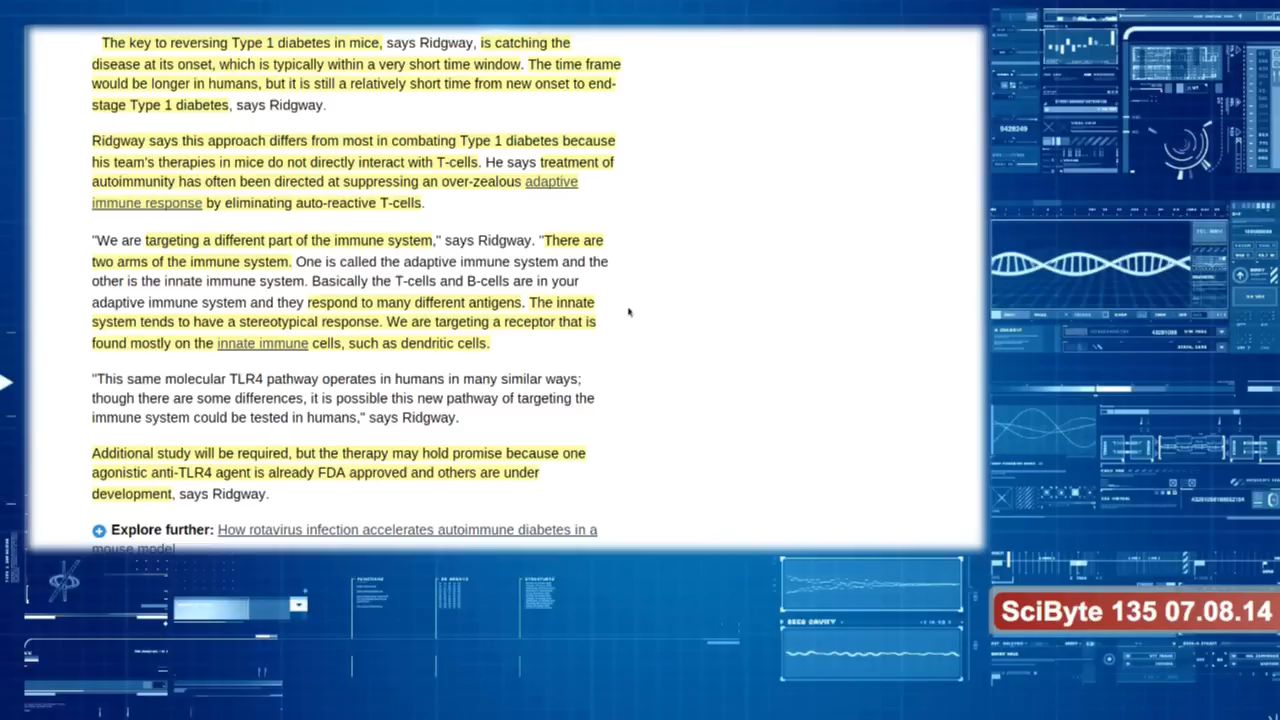 The key to reversing Type 1 diabetes in mice, says Ridgway, is catching the
disease at its onset, which is typically within a very short time window. The time frame
would be longer in humans, but it is still a relatively short time from new onset to end-
stage Type 1 diabetes, says Ridgway.
Ridgway says this approach differs from most in combating Type 1 diabetes because
his team's therapies in mice do not directly interact with T-cells. He says treatment of
autoimmunity has often been directed at suppressing an over-zealous adaptive
immune response by eliminating auto-reactive T-cells.
"We are targeting a different part of the immune system," says Ridgway. "There are
two arms of the immune system. One is called the adaptive immune system and the
other is the innate immune system. Basically the T-cells and B-cells are in your
adaptive immune system and they respond to many different antigens. The innate
system tends to have a stereotypical response. We are targeting a receptor that is
found mostly on the innate immune cells, such as dendritic cells.
"This same molecular TLR4 pathway operates in humans in many similar ways;
though there are some differences, it is possible this new pathway of targeting the
immune system could be tested in humans," says Ridgway.
Additional study will be required, but the therapy may hold promise because one
agonistic anti-TLR4 agent is already FDA approved and others are under
development, says Ridgway.
Explore further: How rotavirus infection accelerates autoimmune diabetes in a
mouse model
9428249
SciByte 135 07.08.14